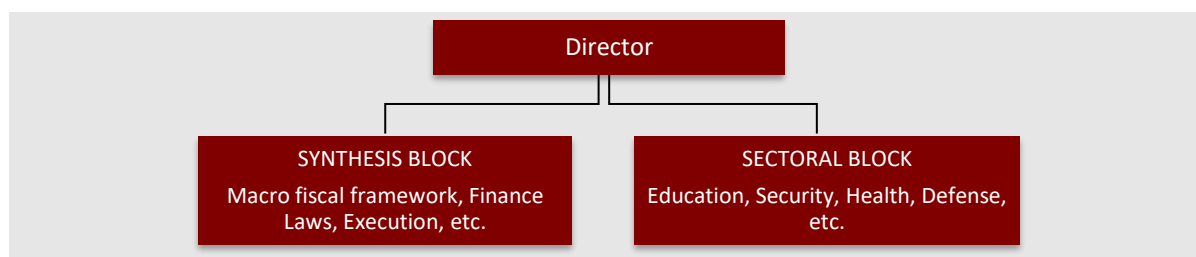 Director
SYNTHESIS BLOCK
Macro fiscal framework, Finance
Laws, Execution, etc.
SECTORAL BLOCK
Education, Security, Health, Defense,
etc.